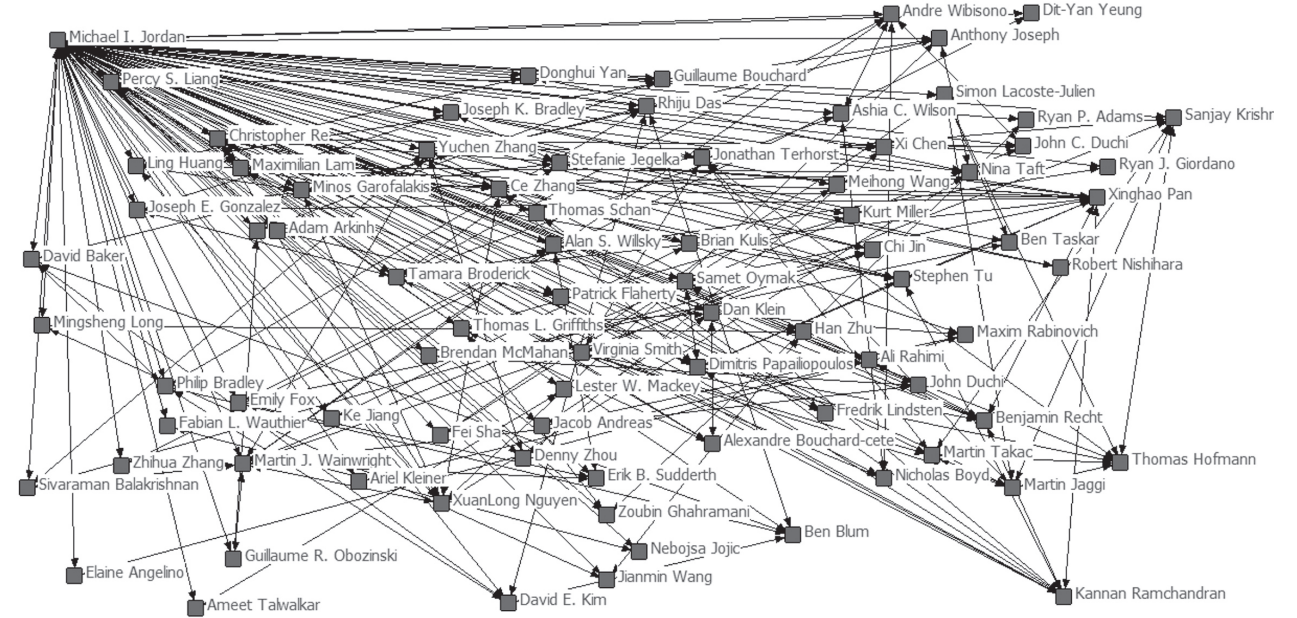 Andre Wibisono
Dit-Yan Yeung
Michael I. Jordan
Anthony Joseph
Percy S. Liang
Donghui Yan
Guillaume Bouchard
Simon Lacoste-Julien
Joseph K. Bradley
Rhiju Das
Ashia C. Wilson
Ryan P. Adams
Sanjay Krishr
Christopher Re
Yuchen Zhang
Xi Chen
John C. Duchi
Ling Huang
Maximilian Lam
Stefanie Jegelka
Jonathan Terhorst
Nina Taft
Ryan J. Giordano
Minos Garofalakis
Ce Zhang
Meihong Wang
Xinghao Pan
Joseph E. Gonzalez
Thomas Schan
Kurt Miller
Adam Arkinh
Alan S. Willsky
Brian Kulis
Chi Jin
Ben Taskar
David Baker
Tamara Broderick
Samet Oymak
Stephen Tu
Robert Nishihara
Patrick Flaherty
Dan Klein
Mingsheng Long
Thomas L. Griffiths
Han Zhu
Maxim Rabinovich
Brendan McMahan
Virginia Smith
Dimitris Papailiopoulos
Ali Rahimi
Philip Bradley
Lester W. Mackey
John Duchi
Emily Fox
Fabian L. Wauthier
Ke Jiang
Fei Sha
Jacob Andreas
Fredrik Lindsten
Benjamin Recht
Alexandre Bouchard-cete
Martin Takac
Thomas Hofmann
Zhihua Zhang
Martin J. Wainwright
Denny Zhou
Sivaraman Balakrishnan
Ariel Kleiner
Erik B. Sudderth
Nicholas Boyd
Martin Jaggi
XuanLong Nguyen
Zoubin Ghahramani
Ben Blum
Guillaume R. Obozinski
Nebojsa Jojic
Elaine Angelino
Jianmin Wang
Ameet Talwalkar
David E. Kim
Kannan Ramchandran